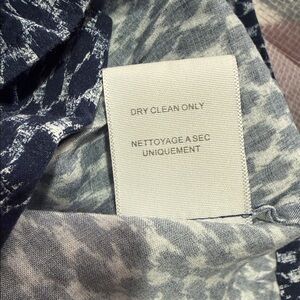 DRY CLEAN ONLY
NETTOYAGE A SEC
UNIQUEMENT